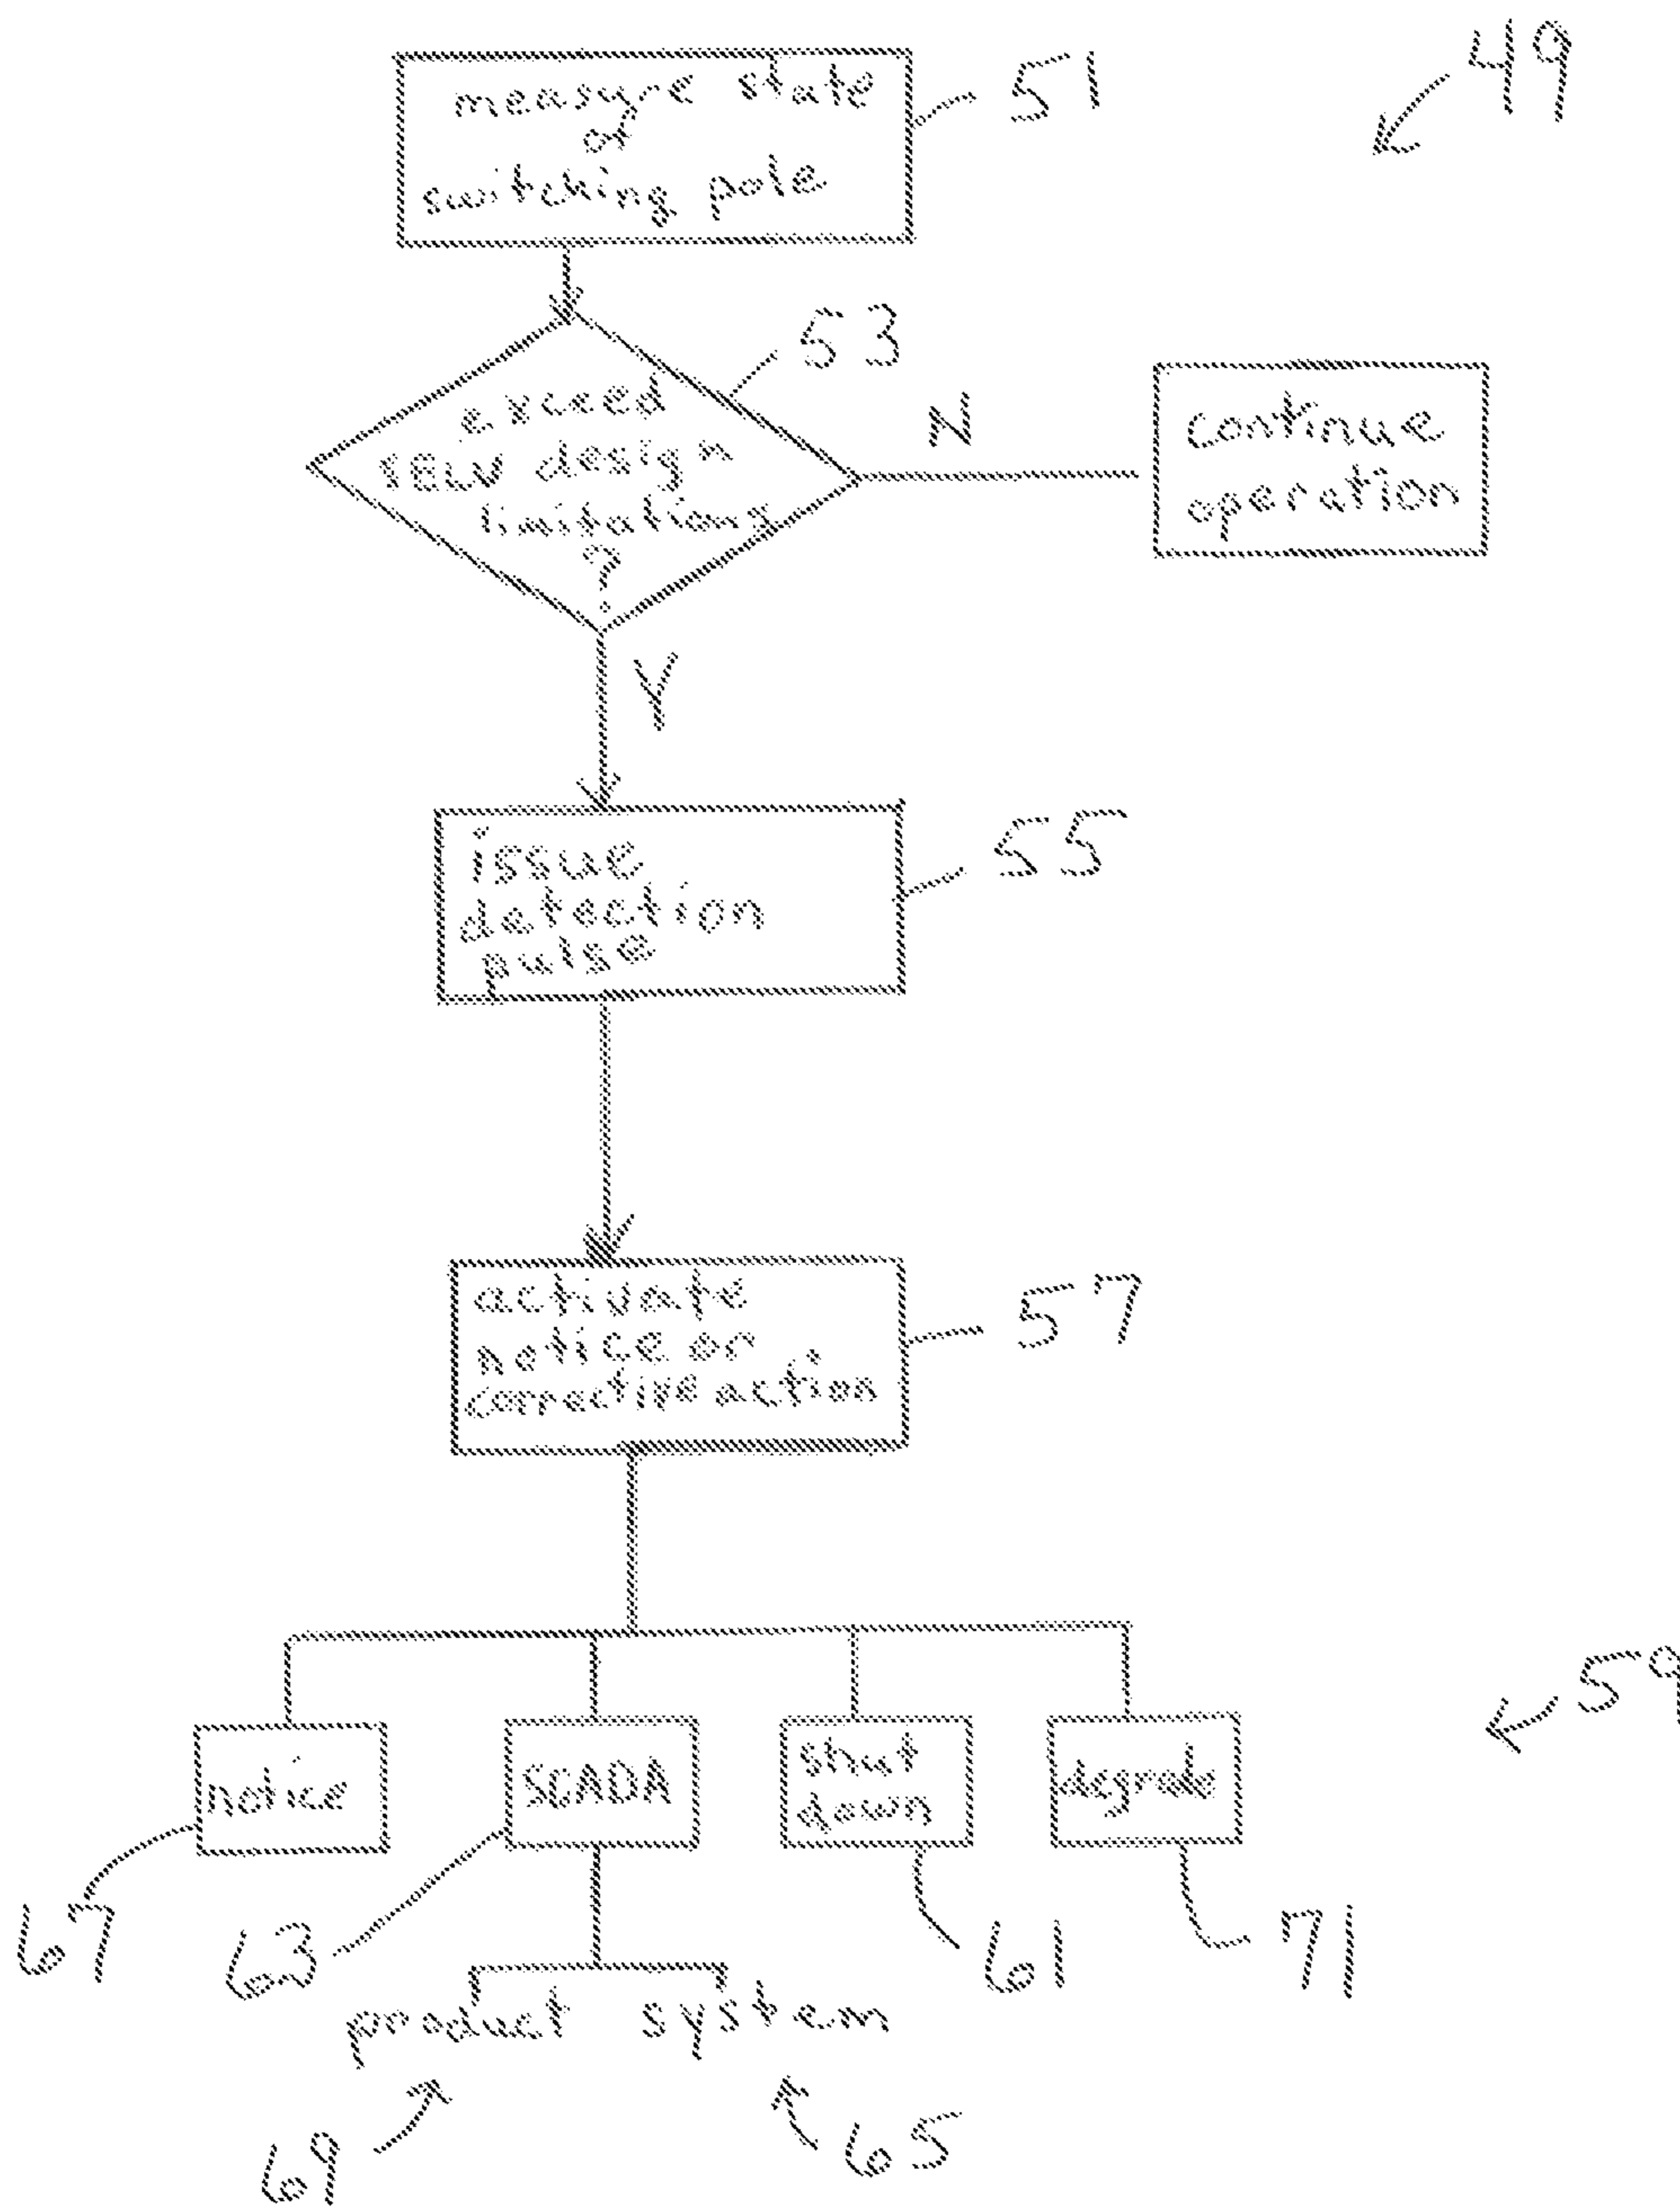 measure state
of
switching pole
51
49
exceed
SELV design
limitations
?
53
N
continue
operation
Y
issue
detection
pulse
55
activate
notice or
corrective action
57
59
notice
SCADA
shut
down
degrade
67
63
61
71
product system
69
65